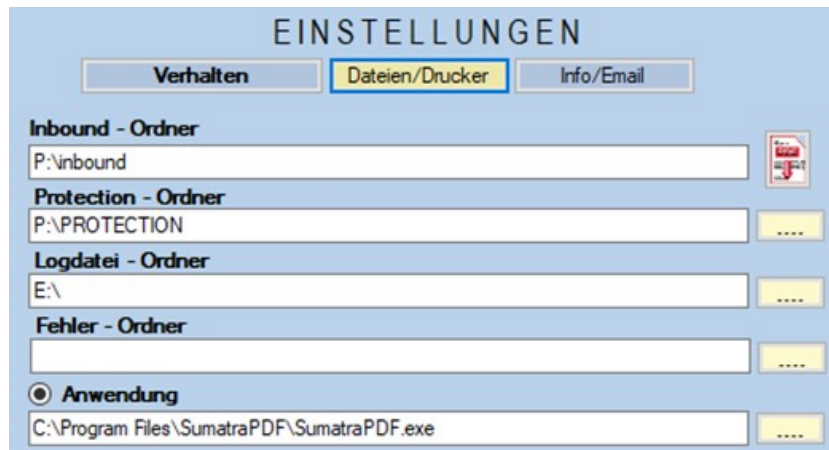 EINSTELLUNGEN
Verhalten Dateien/Drucker Info/Email
Inbound - Ordner
P:\inbound
Protection - Ordner
P:\PROTECTION
....
Logdatei - Ordner
E:\
....
Fehler - Ordner
....
Anwendung
C:\Program Files\SumatraPDF\SumatraPDF.exe
....